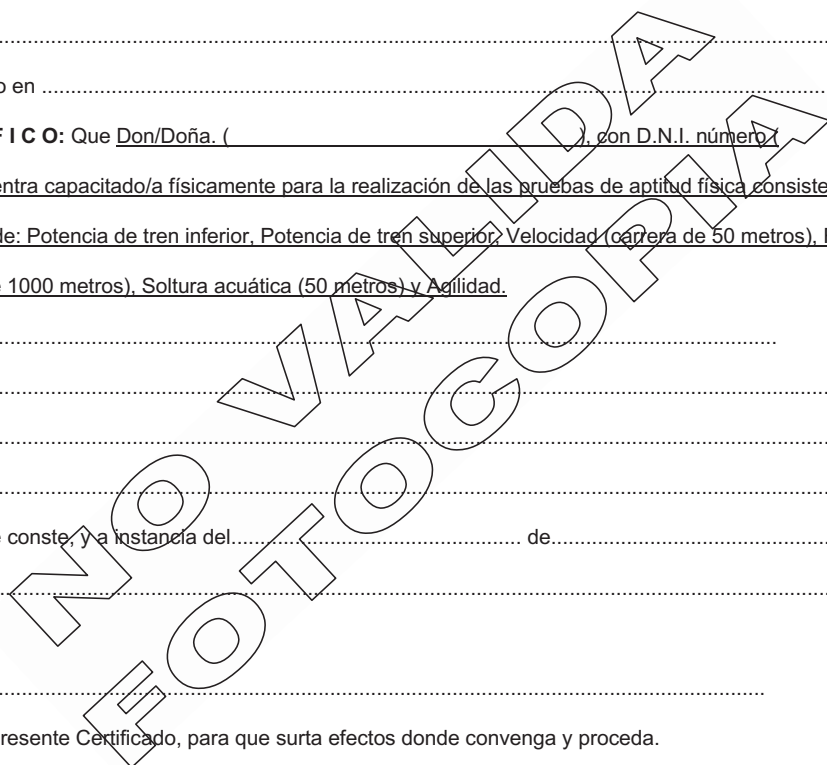 ....................................................................................................
o en ....................................................................................................
F I C O: Que Don/Doña. ( ), con D.N.I. número (
entra capacitado/a físicamente para la realización de las pruebas de aptitud física consiste
de: Potencia de tren inferior, Potencia de tren superior, Velocidad (carrera de 50 metros),
e 1000 metros), Soltura acuática (50 metros) y Agilidad.
....................................................................................................
....................................................................................................
....................................................................................................
....................................................................................................
e conste, y a instancia del.................................................... de..................................................
....................................................................................................
....................................................................................................
resente Certificado, para que surta efectos donde convenga y proceda.
NO VALIDA
FOTOCOPIA